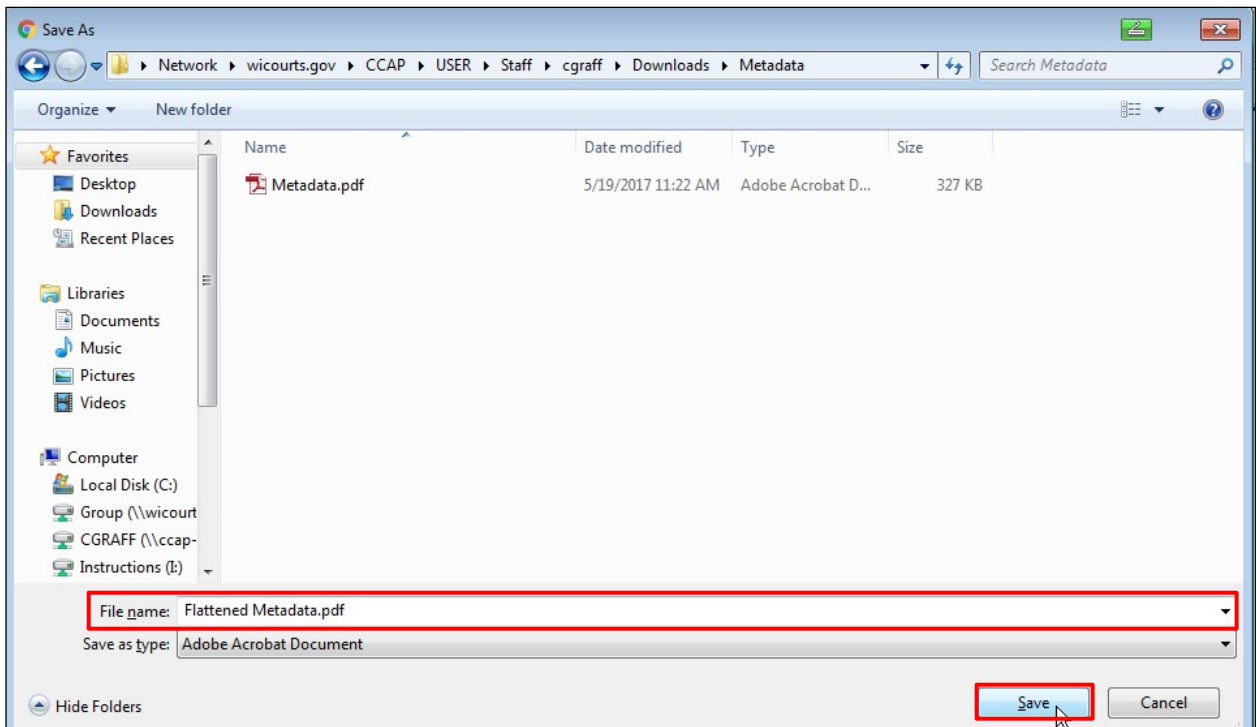 Save As
Network ▸ wicourts.gov ▸ CCAP ▸ USER ▸ Staff ▸ cgraff ▸ Downloads ▸ Metadata
Search Metadata
Organize
New folder
Name Date modified Type Size
Favorites
Desktop
Downloads
Recent Places
Libraries
Documents
Music
Pictures
Videos
Computer
Local Disk (C:)
Group (\\wicourt
CGRAFF (\\ccap-
Instructions (I:)
Metadata.pdf 5/19/2017 11:22 AM Adobe Acrobat D... 327 KB
File name: Flattened Metadata.pdf
Save as type: Adobe Acrobat Document
Hide Folders
Save
Cancel